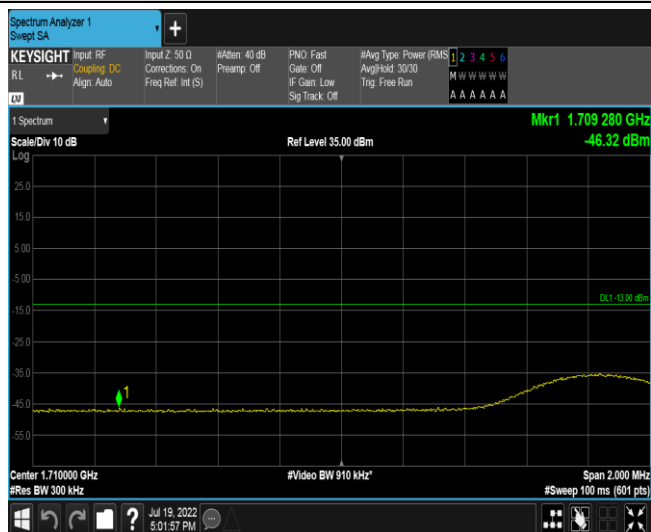 Spectrum Analyzer 1
Swept SA
+
KEYSIGHT Input: RF Input Z: 50 Ω #Atten: 40 dB PNO: Fast #Avg Type: Power (RMS 1 2 3 4 5 6
RL Coupling: DC Corrections: On Preamp: Off Gate: Off Avg|Hold: 30/30 M W W W W W
Align: Auto Freq Ref: Int (S) IF Gain: Low Trig: Free Run
Sig Track: Off A A A A A A
LXI
1 Spectrum Mkr1 1.709 280 GHz
Scale/Div 10 dB Ref Level 35.00 dBm -46.32 dBm
Log
25.0
15.0
5.00
-5.00
DL1 -13.00 dBm
-15.0
-25.0
-35.0
1
-45.0
-55.0
Center 1.710000 GHz #Video BW 910 kHz* Span 2.000 MHz
#Res BW 300 kHz #Sweep 100 ms (601 pts)
? Jul 19, 2022
5:01:57 PM